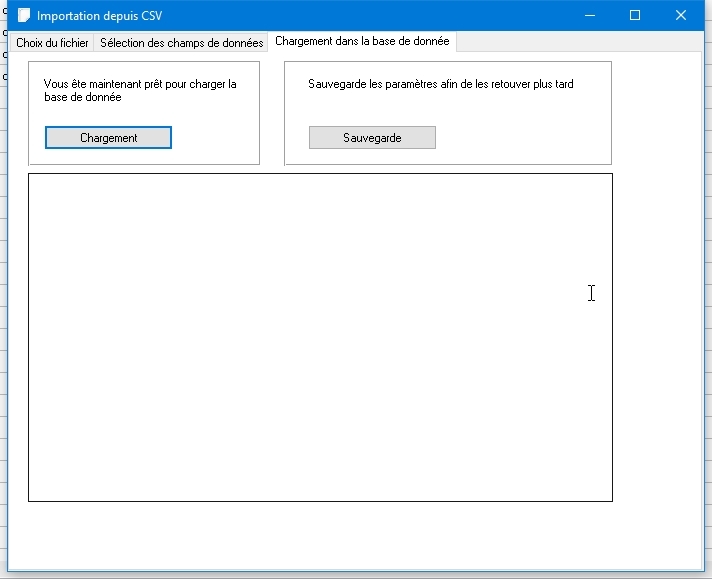 Importation depuis CSV
Choix du fichier
Sélection des champs de données
Chargement dans la base de donnée
Vous ête maintenant prêt pour charger la
base de donnée
Chargement
Sauvegarde les paramètres afin de les retouver plus tard
Sauvegarde